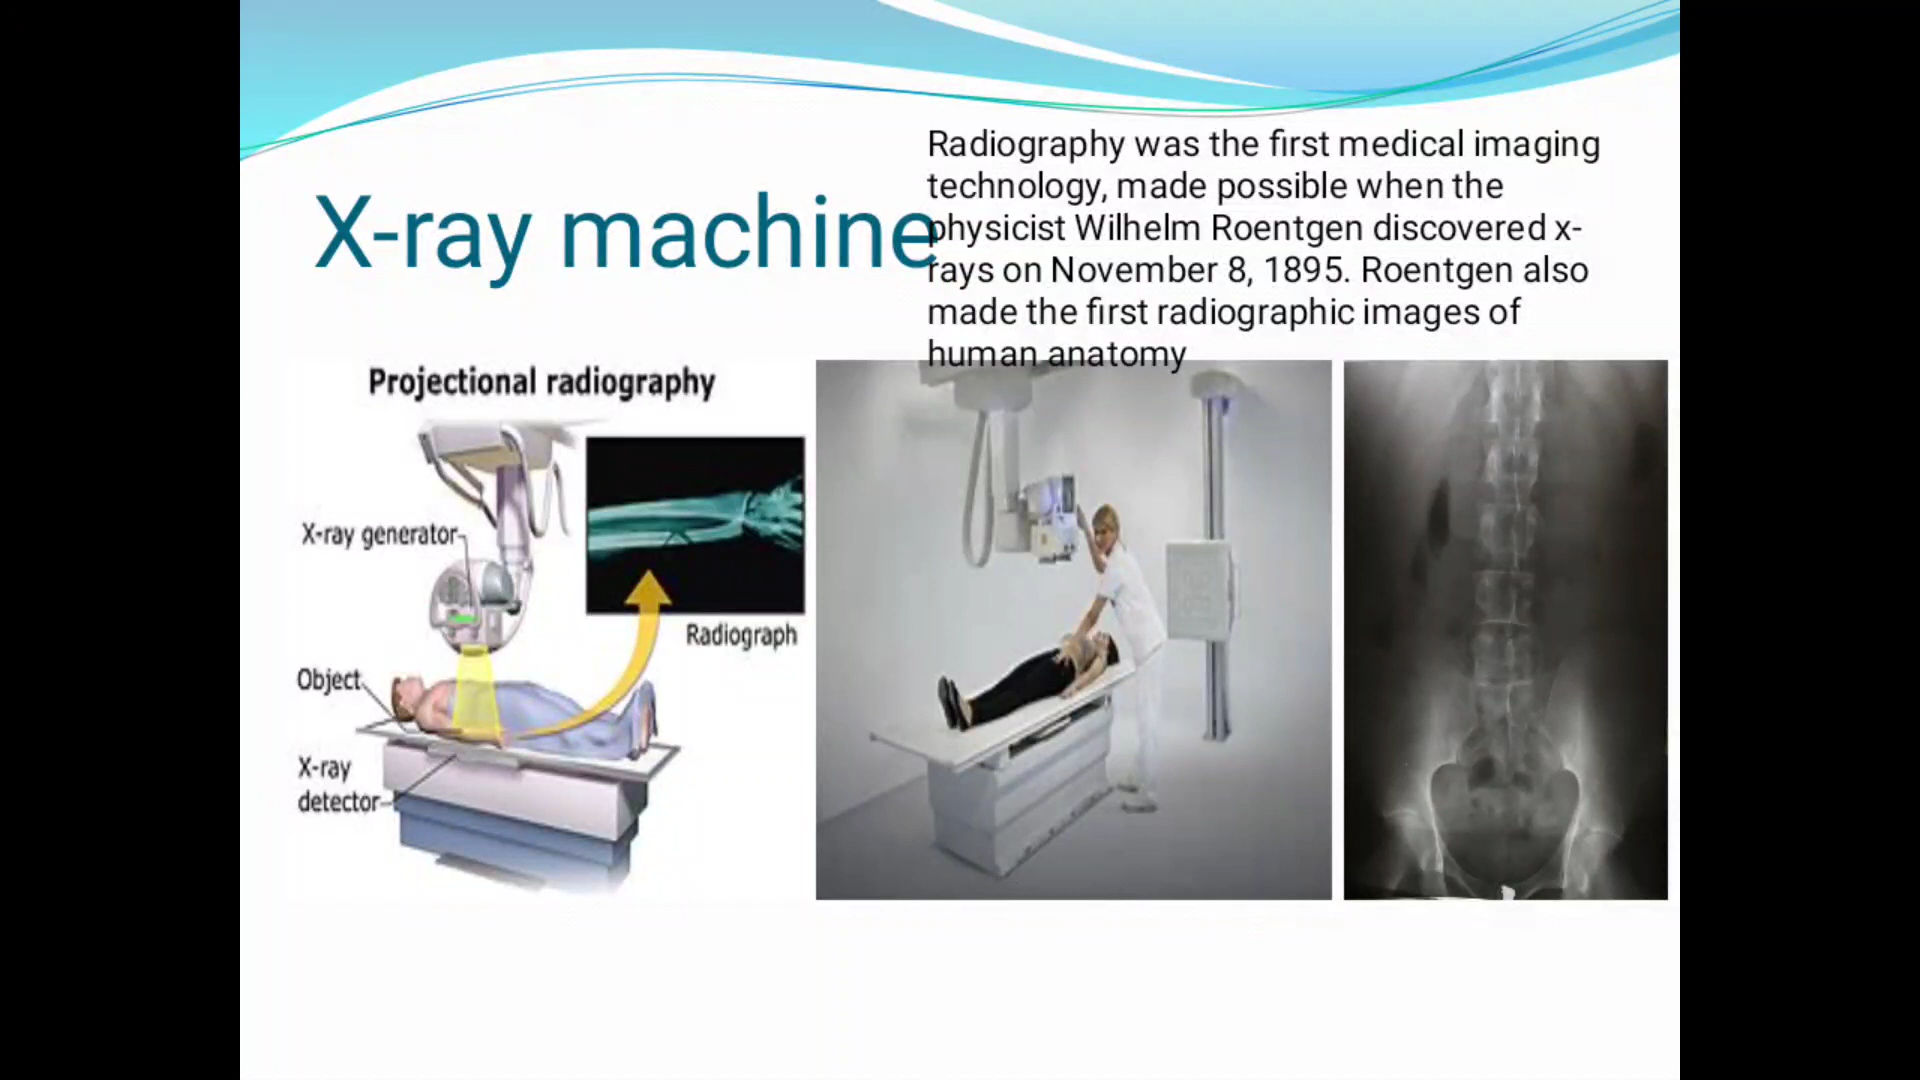 X-ray machine
Radiography was the first medical imaging
technology, made possible when the
physicist Wilhelm Roentgen discovered x-
rays on November 8, 1895. Roentgen also
made the first radiographic images of
human anatomy
Projectional radiography
X-ray generator
Radiograph
Object
X-ray
detector